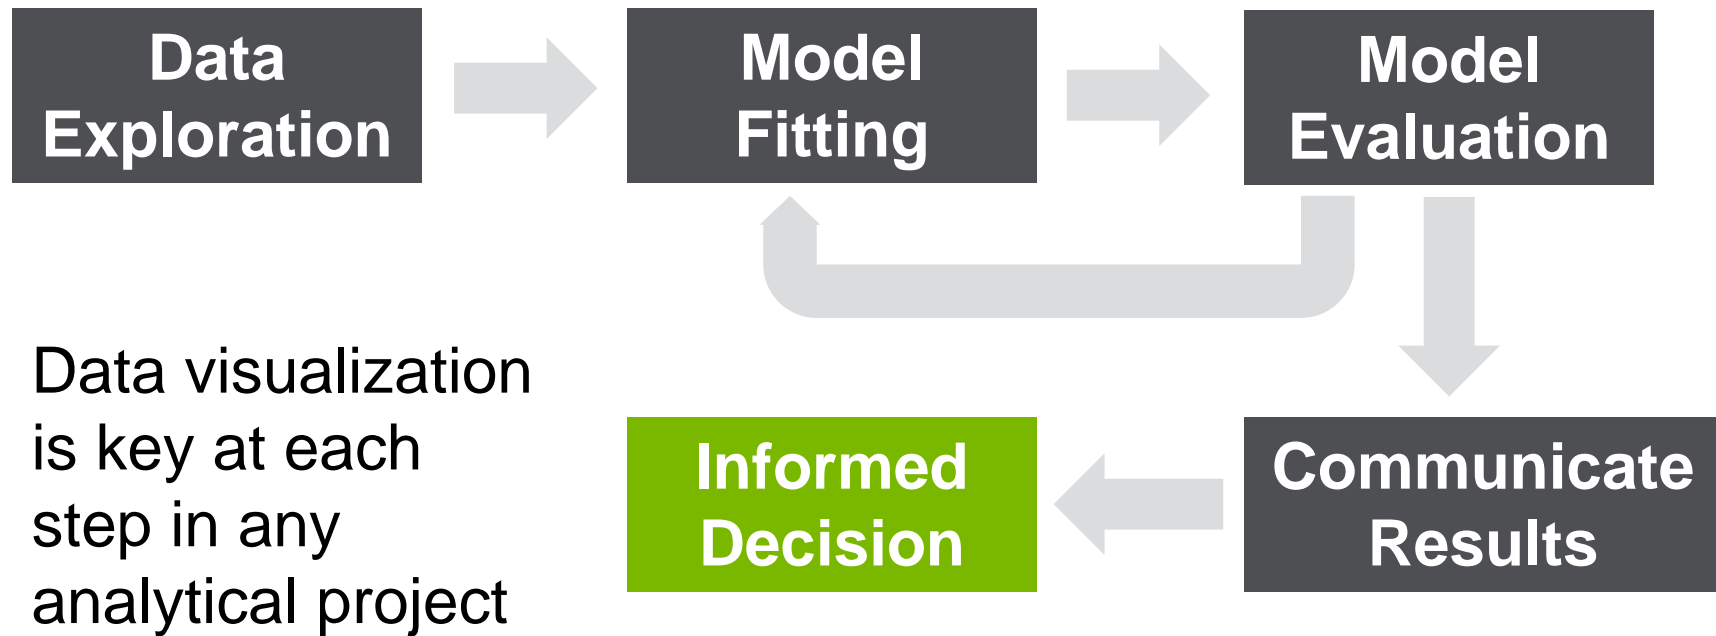 Data
Exploration
Model
Fitting
Model
Evaluation
Data visualization
is key at each
step in any
analytical project
Informed
Decision
Communicate
Results